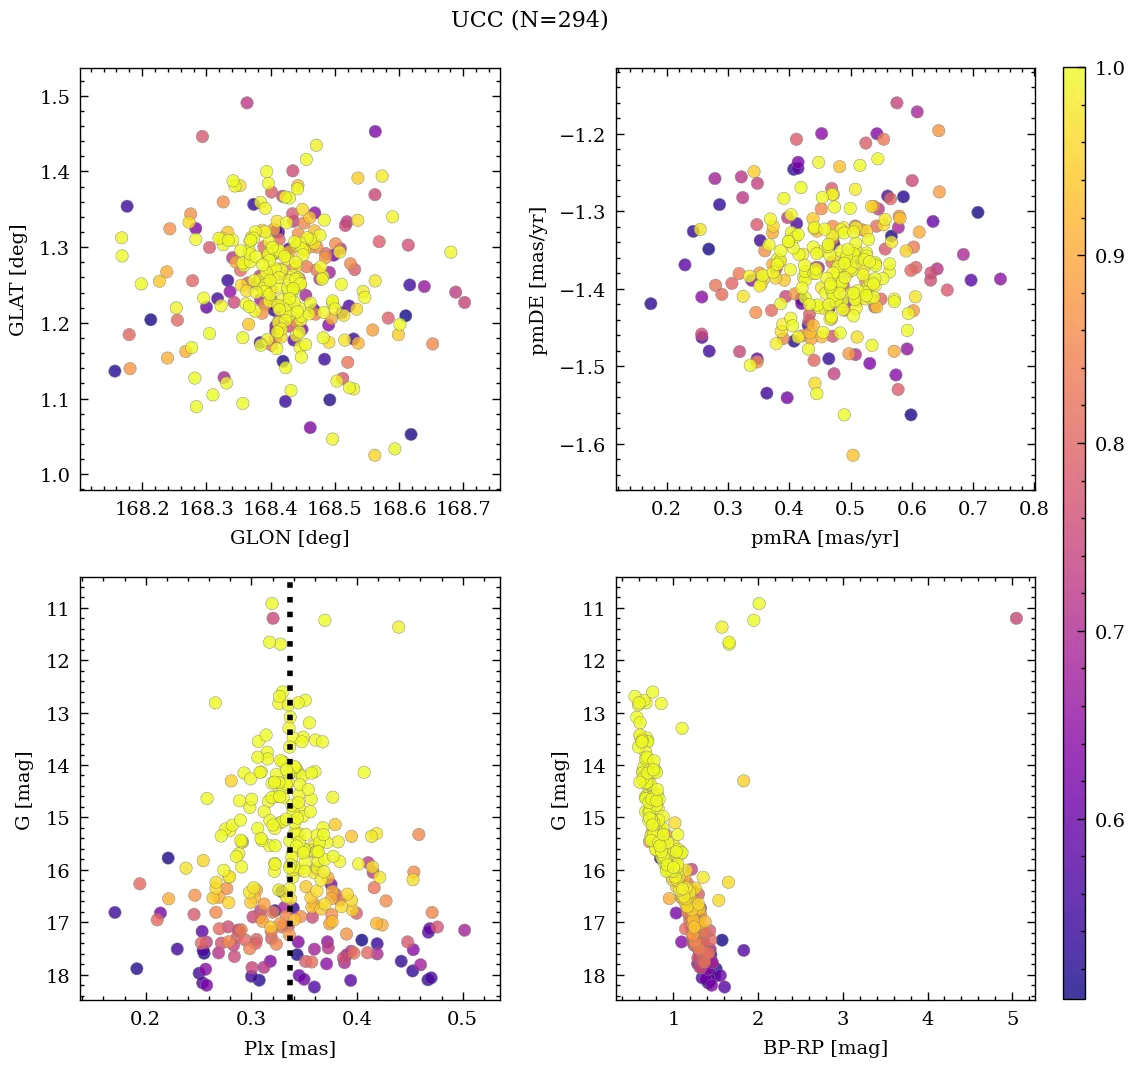 UCC (N=294)
1.5
1.4
1.3
1.2
1.1
1.0
GLAT [deg]
168.2 168.3 168.4 168.5 168.6 168.7
GLON [deg]
−1.2
−1.3
−1.4
−1.5
−1.6
pmDE [mas/yr]
0.2 0.3 0.4 0.5 0.6 0.7 0.8
pmRA [mas/yr]
1.0
0.9
0.8
0.7
0.6
11
12
13
14
15
16
17
18
G [mag]
0.2 0.3 0.4 0.5
Plx [mas]
11
12
13
14
15
16
17
18
G [mag]
1 2 3 4 5
BP-RP [mag]